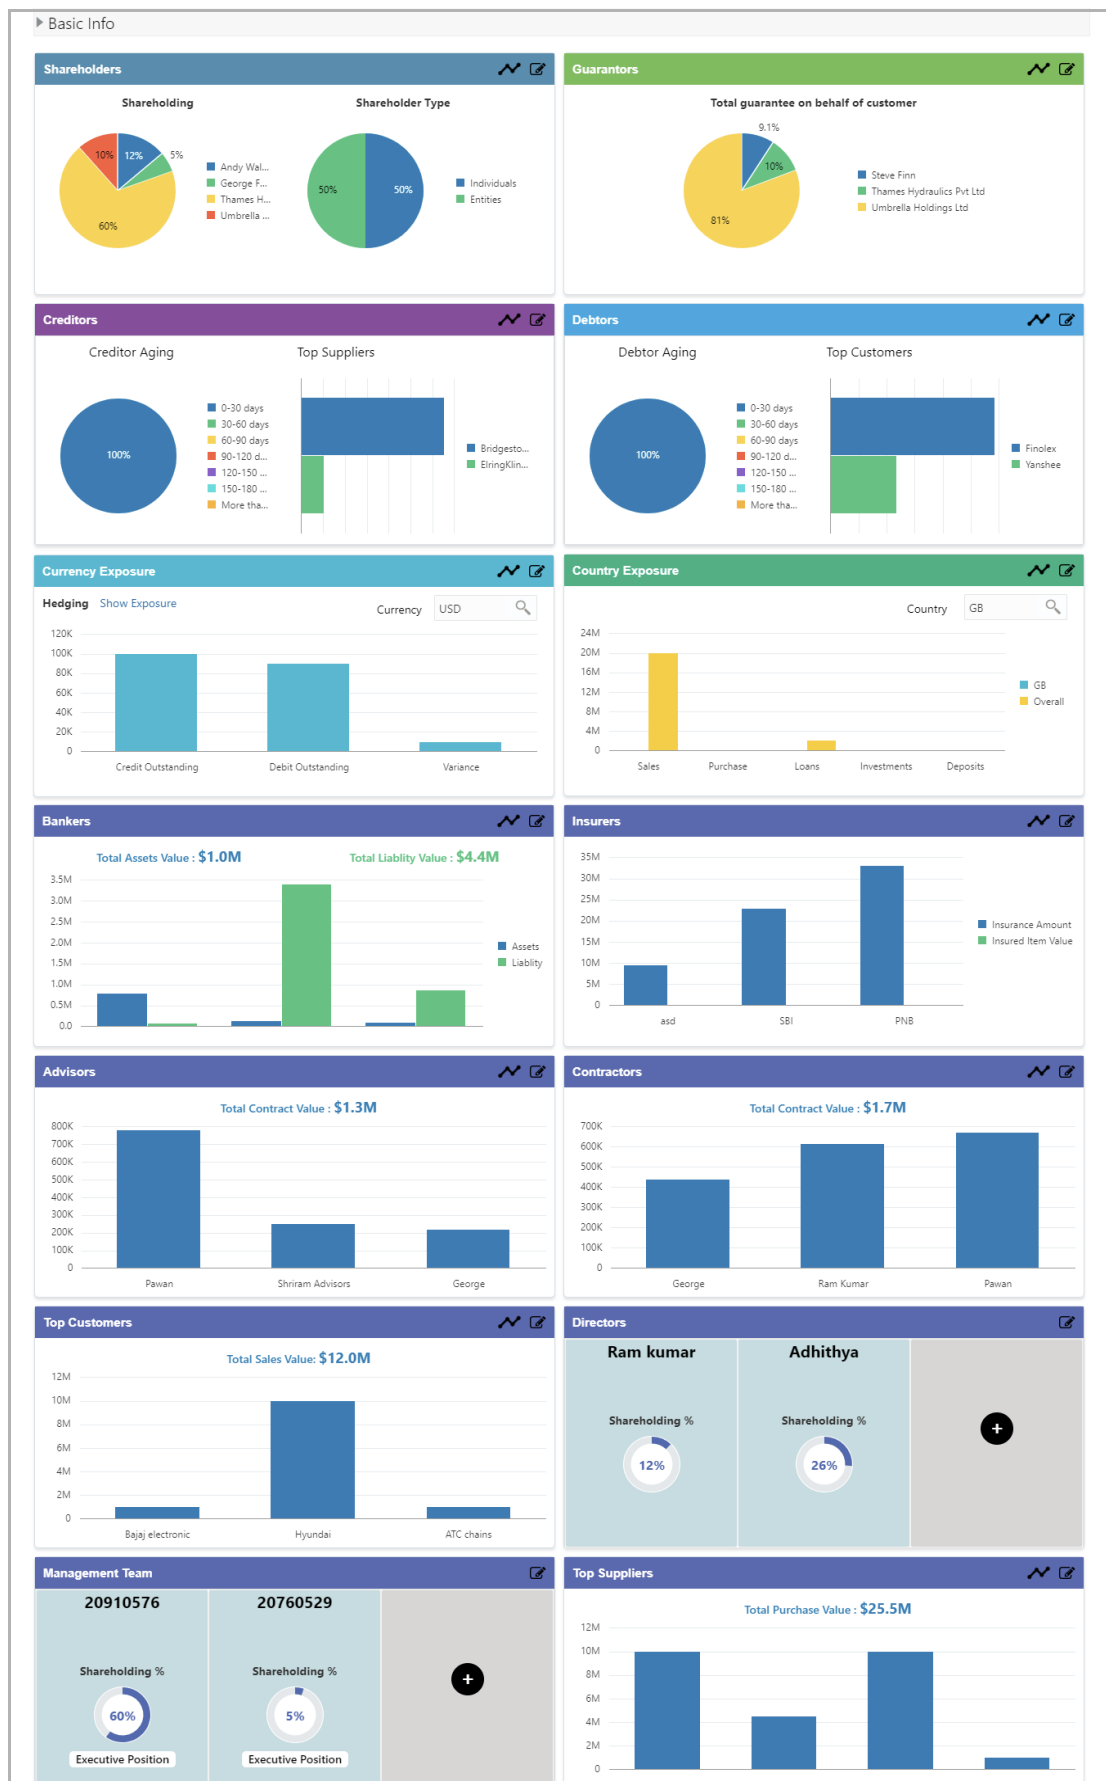 Basic Info
Shareholders
Shareholding
Shareholder Type
10%
12%
5%
60%
Andy Wal...
George F...
Thames H...
Umbrella ...
50%
50%
Individuals
Entities
Guarantors
Total guarantee on behalf of customer
9.1%
10%
81%
Steve Finn
Thames Hydraulics Pvt Ltd
Umbrella Holdings Ltd
Creditors
Creditor Aging
Top Suppliers
100%
0-30 days
30-60 days
60-90 days
90-120 d...
120-150 ...
150-180 ...
More tha...
Bridgesto...
ElringKlin...
Debtors
Debtor Aging
Top Customers
100%
0-30 days
30-60 days
60-90 days
90-120 d...
120-150 ...
150-180 ...
More tha...
Finolex
Yanshee
Currency Exposure
Hedging Show Exposure
Currency USD
120K
100K
80K
60K
40K
20K
0
Credit Outstanding Debit Outstanding Variance
Country Exposure
Country GB
24M
20M
16M
12M
8M
4M
0
Sales Purchase Loans Investments Deposits
GB
Overall
Bankers
Total Assets Value : $1.0M
Total Liablity Value : $4.4M
3.5M
3.0M
2.5M
2.0M
1.5M
1.0M
0.5M
0.0
Assets
Liablity
Insurers
35M
30M
25M
20M
15M
10M
5M
0
asd SBI PNB
Insurance Amount
Insured Item Value
Advisors
Total Contract Value : $1.3M
800K
700K
600K
500K
400K
300K
200K
100K
0
Pawan Shriram Advisors George
Contractors
Total Contract Value : $1.7M
700K
600K
500K
400K
300K
200K
100K
0
George Ram Kumar Pawan
Top Customers
Total Sales Value: $12.0M
12M
10M
8M
6M
4M
2M
0
Bajaj electronic Hyundai ATC chains
Directors
Ram kumar
Shareholding %
12%
Adhithya
Shareholding %
26%
Management Team
20910576
Shareholding %
60%
Executive Position
20760529
Shareholding %
5%
Executive Position
Top Suppliers
Total Purchase Value : $25.5M
12M
10M
8M
6M
4M
2M
0